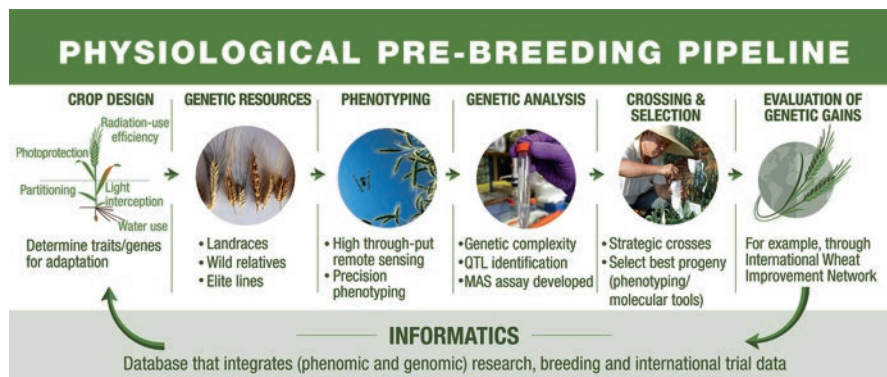 PHYSIOLOGICAL PRE-BREEDING PIPELINE
CROP DESIGN
Radiation-use
efficiency
Photoprotection
Partitioning
Light
interception
Water use
Determine traits/genes
for adaptation
GENETIC RESOURCES
• Landraces
• Wild relatives
• Elite lines
PHENOTYPING
• High through-put
remote sensing
• Precision
phenotyping
GENETIC ANALYSIS
• Genetic complexity
• QTL identification
• MAS assay developed
CROSSING &
SELECTION
• Strategic crosses
• Select best progeny
(phenotyping/
molecular tools)
EVALUATION OF
GENETIC GAINS
For example, through
International Wheat
Improvement Network
INFORMATICS
Database that integrates (phenomic and genomic) research, breeding and international trial data